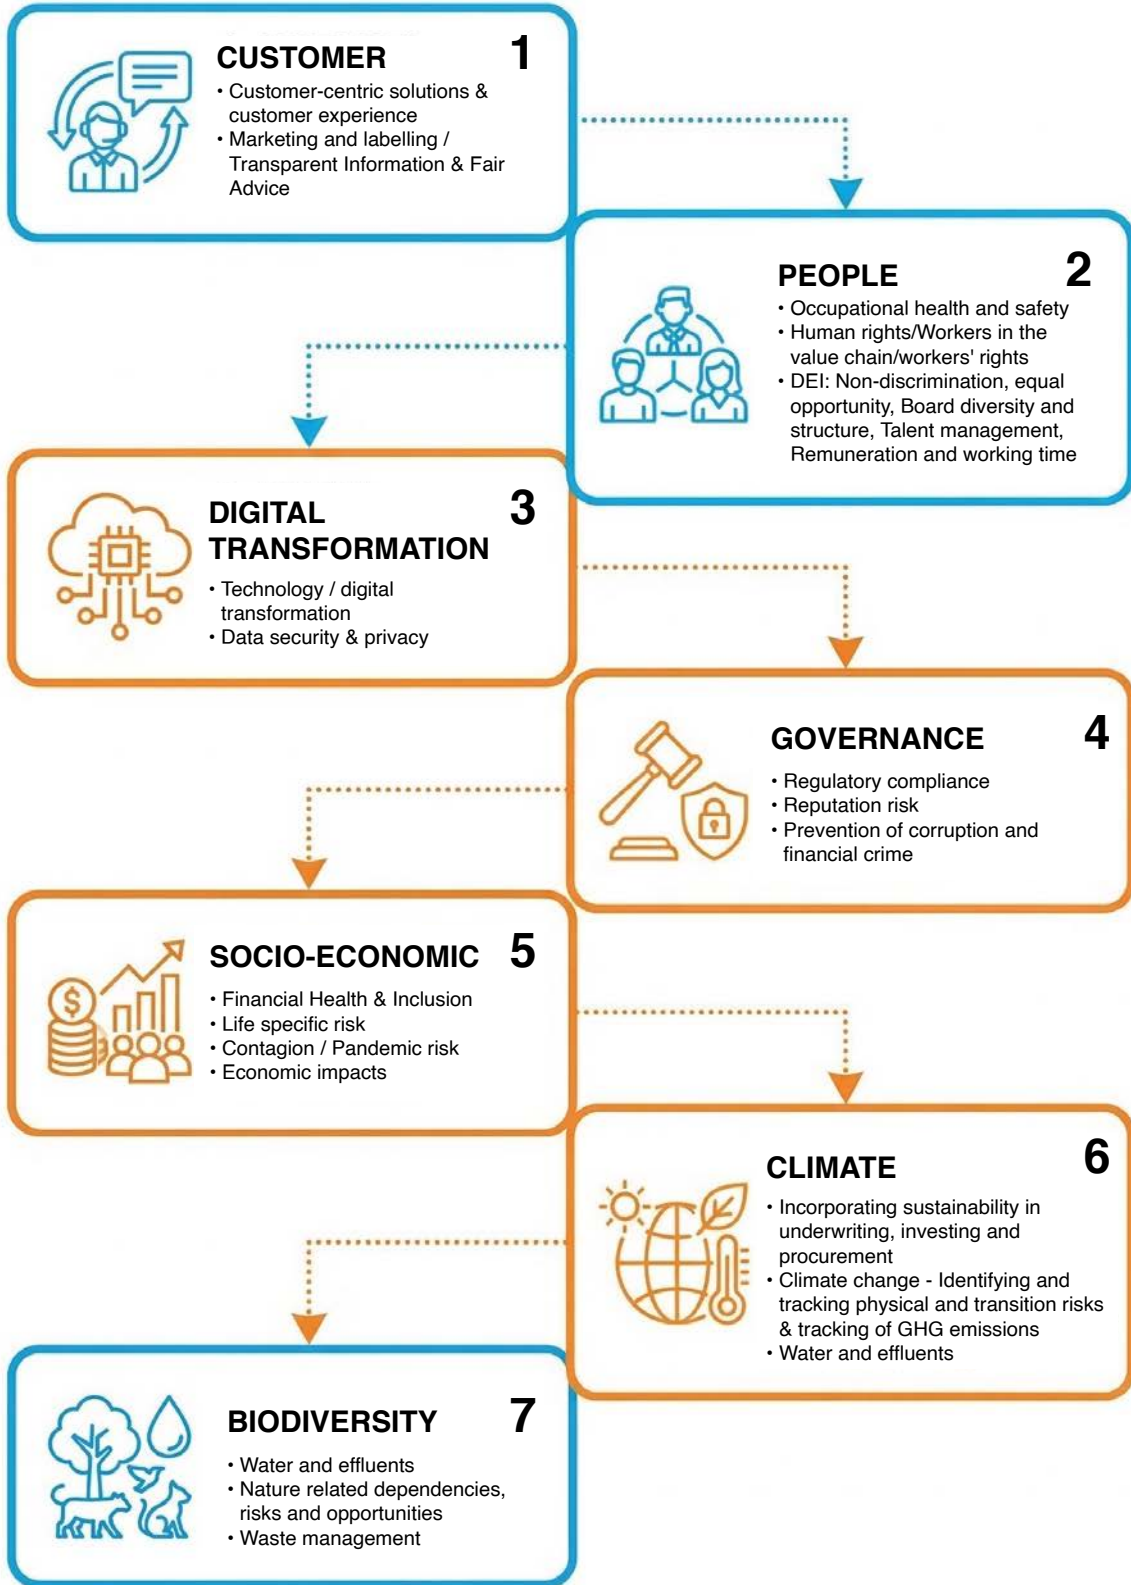 CUSTOMER 1
• Customer-centric solutions &
customer experience
• Marketing and labelling /
Transparent Information & Fair
Advice
PEOPLE 2
• Occupational health and safety
• Human rights/Workers in the
value chain/workers' rights
• DEI: Non-discrimination, equal
opportunity, Board diversity and
structure, Talent management,
Remuneration and working time
DIGITAL 3
TRANSFORMATION
• Technology / digital
transformation
• Data security & privacy
GOVERNANCE 4
• Regulatory compliance
• Reputation risk
• Prevention of corruption and
financial crime
SOCIO-ECONOMIC 5
$
• Financial Health & Inclusion
• Life specific risk
• Contagion / Pandemic risk
• Economic impacts
CLIMATE 6
• Incorporating sustainability in
underwriting, investing and
procurement
• Climate change - Identifying and
tracking physical and transition risks
& tracking of GHG emissions
• Water and effluents
BIODIVERSITY 7
• Water and effluents
• Nature related dependencies,
risks and opportunities
• Waste management